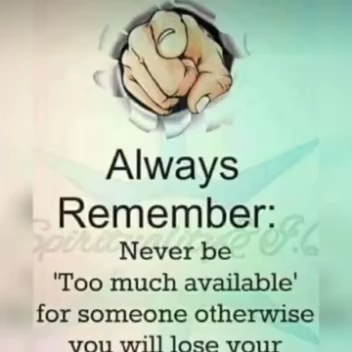 Always
Remember:
Never be
'Too much available'
for someone otherwise
you will lose your